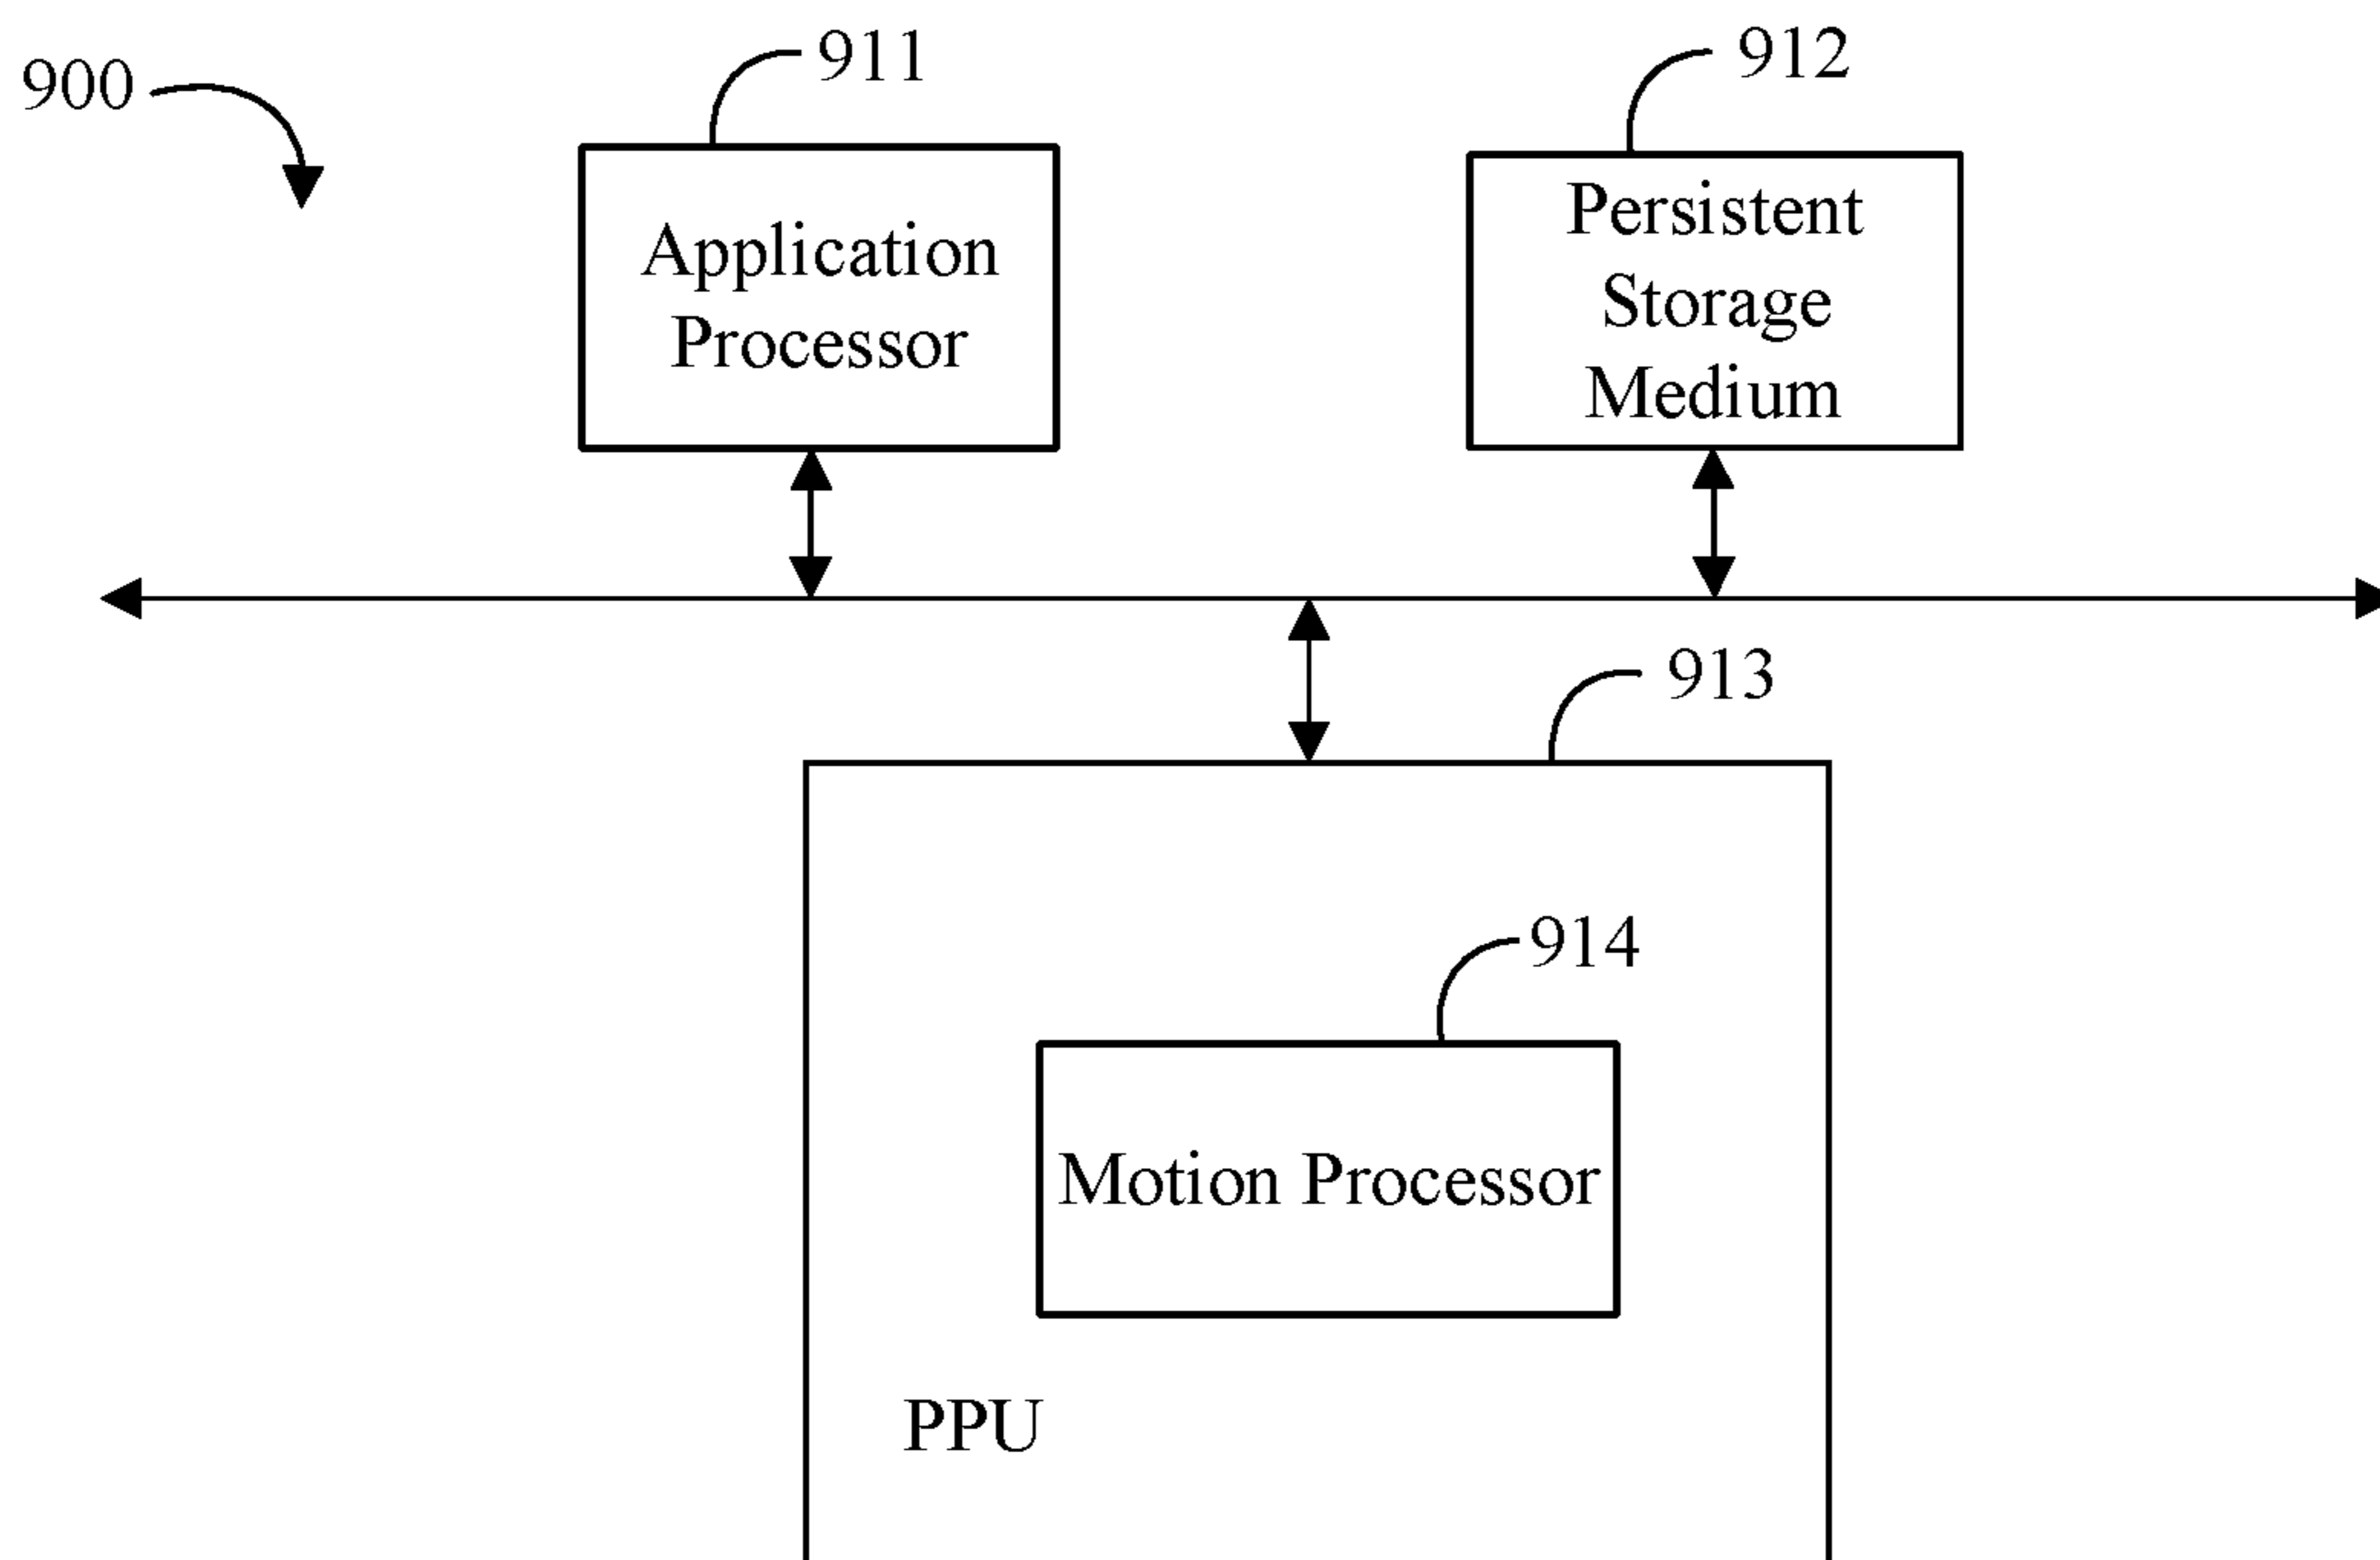 900
911
912
Application
Processor
Persistent
Storage
Medium
913
914
Motion Processor
PPU